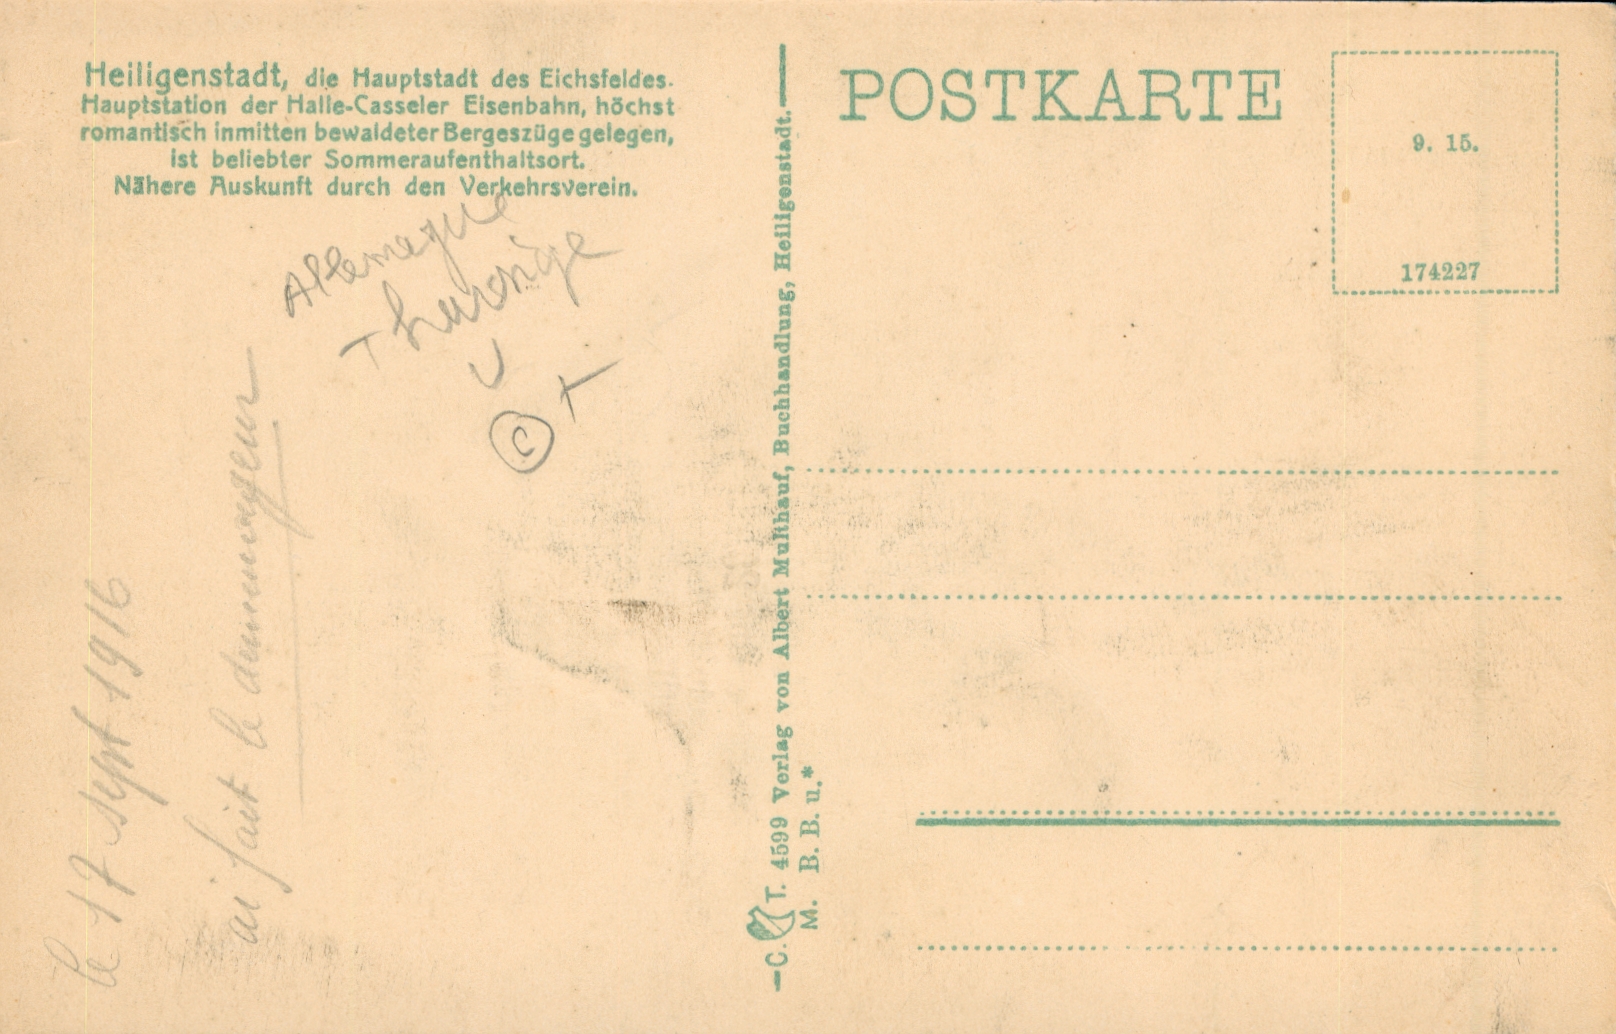 Heiligenstadt, die Hauptstadt des Eichsfeldes.
Hauptstation der Halle-Casseler Eisenbahn, höchst
romantisch inmitten bewaldeter Bergeszüge gelegen,
ist beliebter Sommeraufenthaltsort.
Nähere Auskunft durch den Verkehrsverein.
Allemagne
C
le 17 sept 1916
ai fait le
C. T. 4599 Verlag von Albert Multhauf, Buchhandlung, Heiligenstadt.
M. B. B. u.*
POSTKARTE
9. 15.
174227